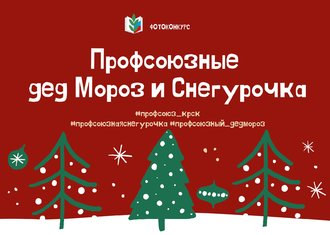 ФОТОКОНКУРС
Профсоюзные
дед Мороз и Снегурочка
#профсоюз_крск
#профсоюзнаяснегурочка #профсоюзный_дедмороз